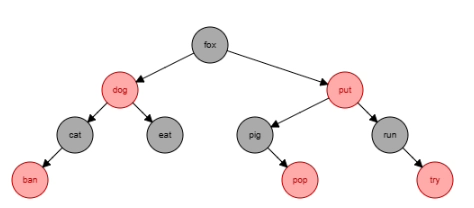 fox
dog put
cat eat pig run
ban pop try